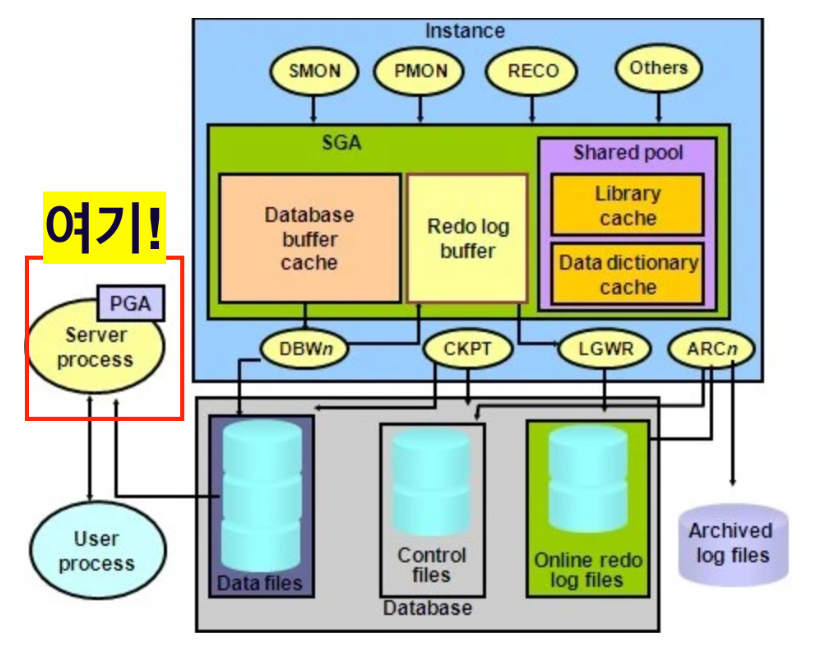 Instance
SMON
PMON
RECO
Others
SGA
Shared pool
Database
buffer
cache
Redo log
buffer
Library
cache
Data dictionary
cache
여기!
PGA
Server
process
DBWn
CKPT
LGWR
ARCn
User
process
Data files
Control
files
Online redo
log files
Archived
log files
Database